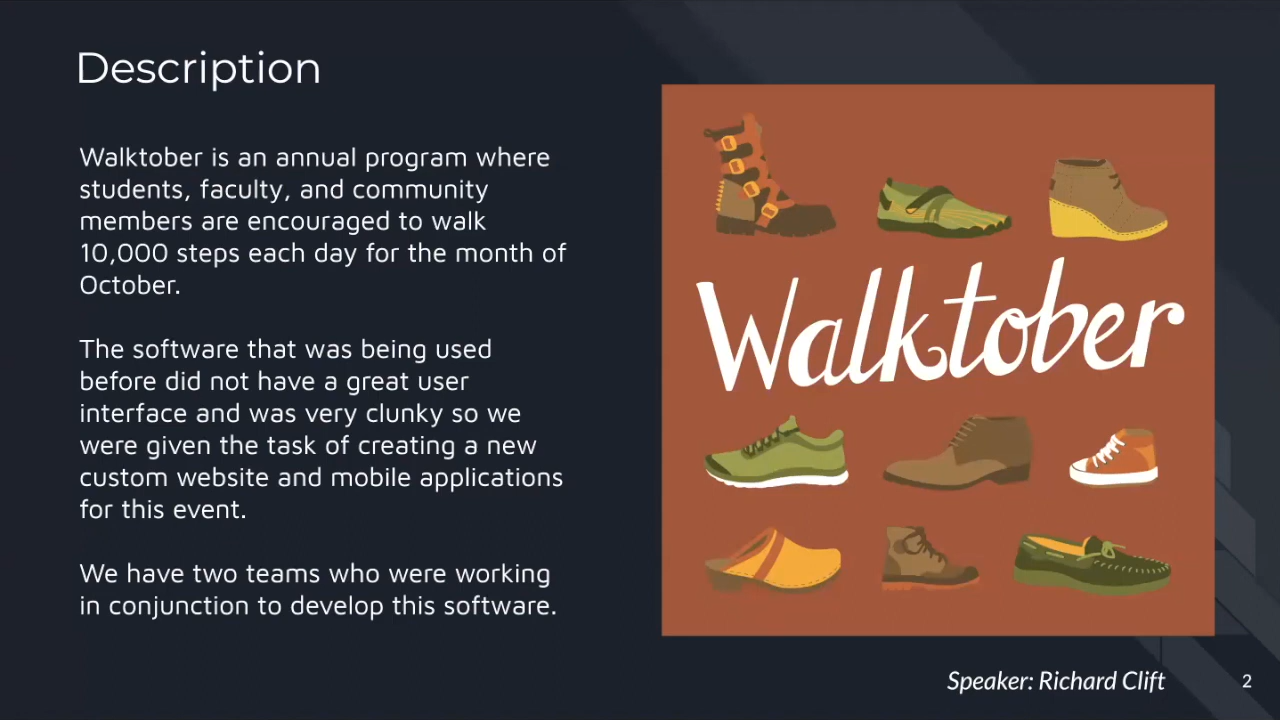 Description
Walktober is an annual program where
students, faculty, and community
members are encouraged to walk
10,000 steps each day for the month of
October.
The software that was being used
before did not have a great user
interface and was very clunky so we
were given the task of creating a new
custom website and mobile applications
for this event.
We have two teams who were working
in conjunction to develop this software.
Walktober
Speaker: Richard Clift
2